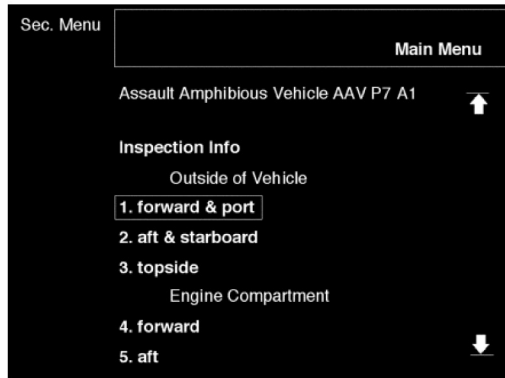 Sec. Menu
Main Menu
Assault Amphibious Vehicle AAV P7 A1
Inspection Info
Outside of Vehicle
1. forward & port
2. aft & starboard
3. topside
Engine Compartment
4. forward
5. aft